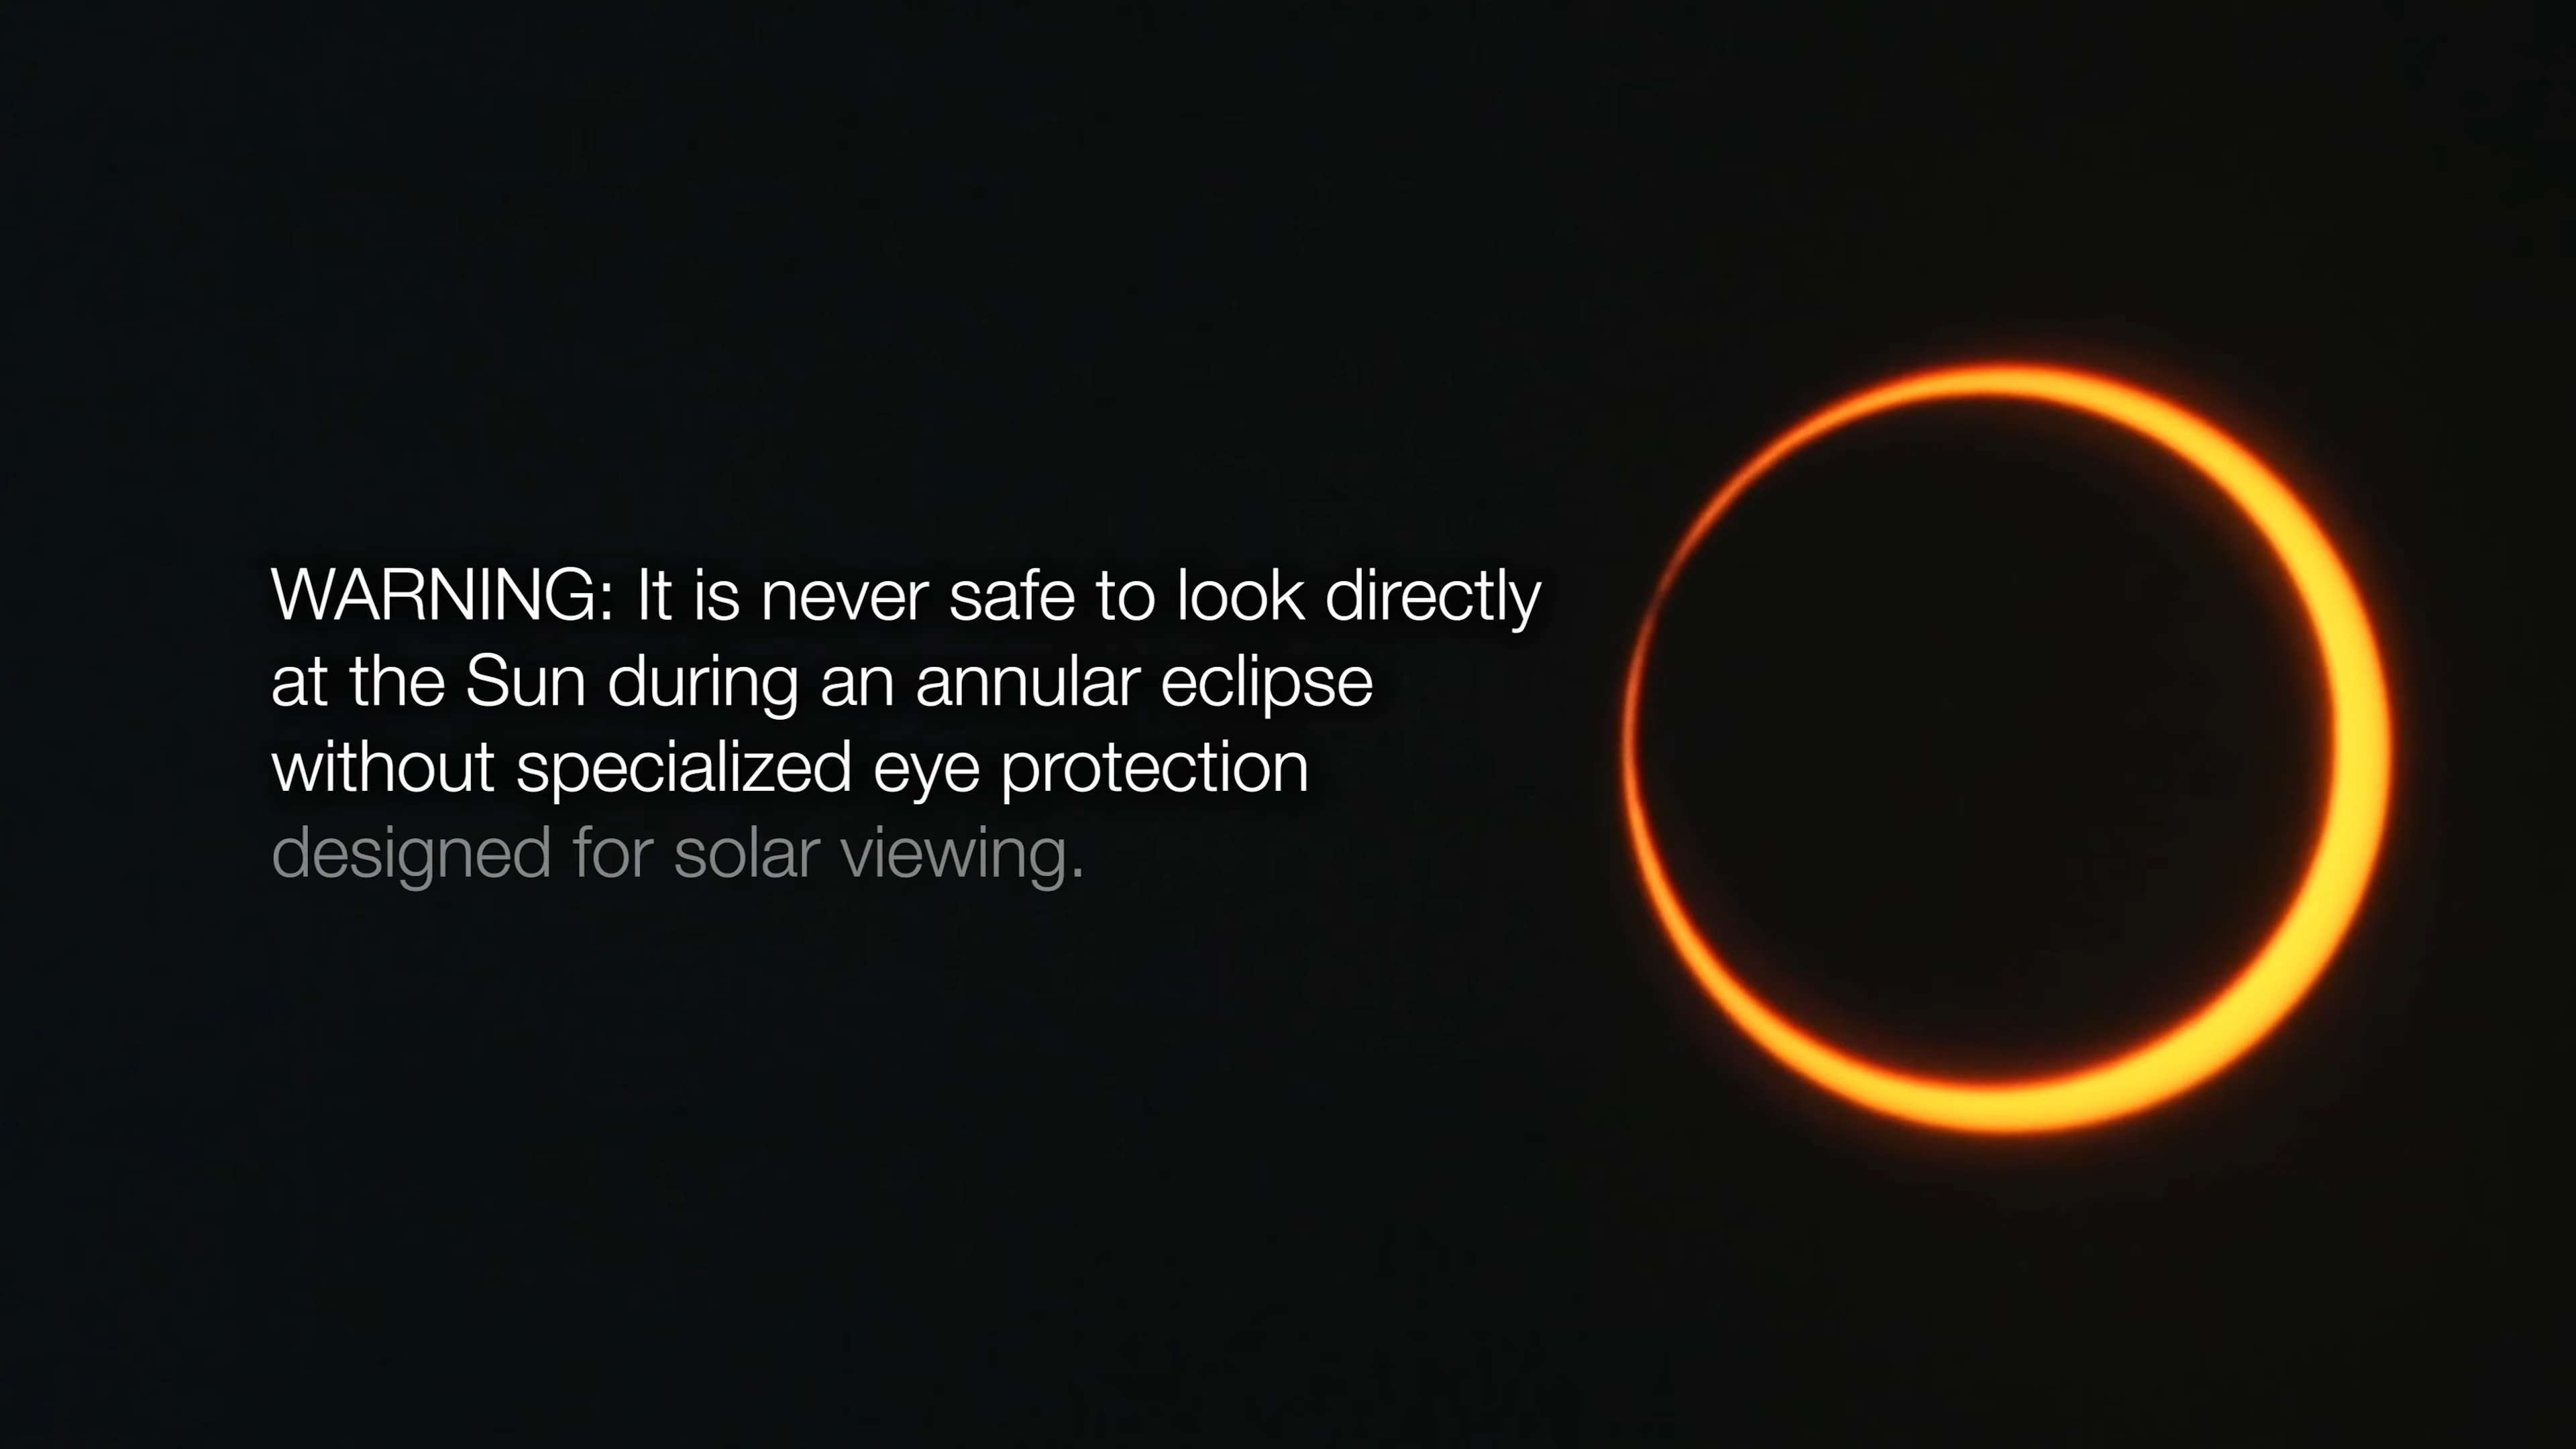 WARNING: It is never safe to look directly
at the Sun during an annular eclipse
without specialized eye protection
designed for solar viewing.